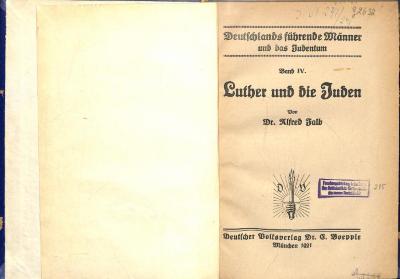 Deutschlands führende Männer
und das Judentum
Band IV.
Luther und die Juden
Von
Dr. Alfred Falb
Deutscher Volksverlag Dr. E. Boepple
München 1921